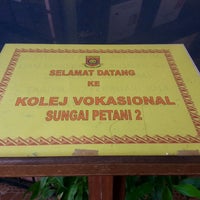 SELAMAT DATANG
KE
KOLEJ VOKASIONAL
SUNGAI PETANI 2